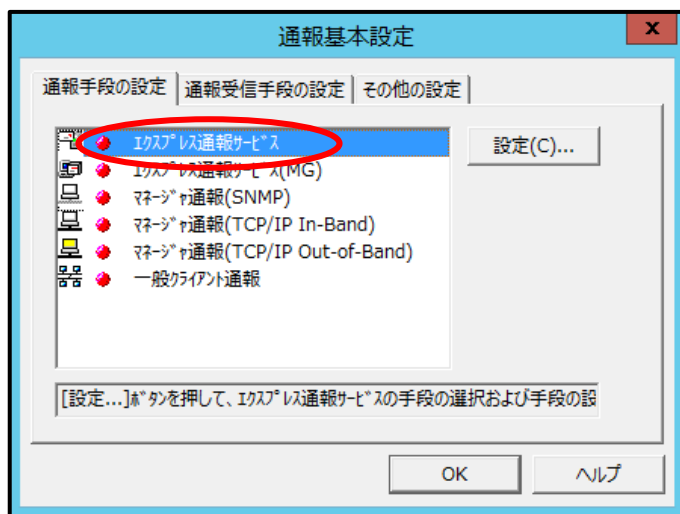 通報基本設定
x
通報手段の設定 通報受信手段の設定 その他の設定
ｴｸｽﾌﾟﾚｽ通報ｻｰﾋﾞｽ
設定(C)...
ｴｸｽﾌﾟﾚｽ通報ｻｰﾋﾞｽ(MG)
ﾏﾈｰｼﾞｬ通報(SNMP)
ﾏﾈｰｼﾞｬ通報(TCP/IP In-Band)
ﾏﾈｰｼﾞｬ通報(TCP/IP Out-of-Band)
一般ｸﾗｲｱﾝﾄ通報
[設定...]ﾎﾞﾀﾝを押して、ｴｸｽﾌﾟﾚｽ通報ｻｰﾋﾞｽの手段の選択および手段の設
OK
ヘルプ